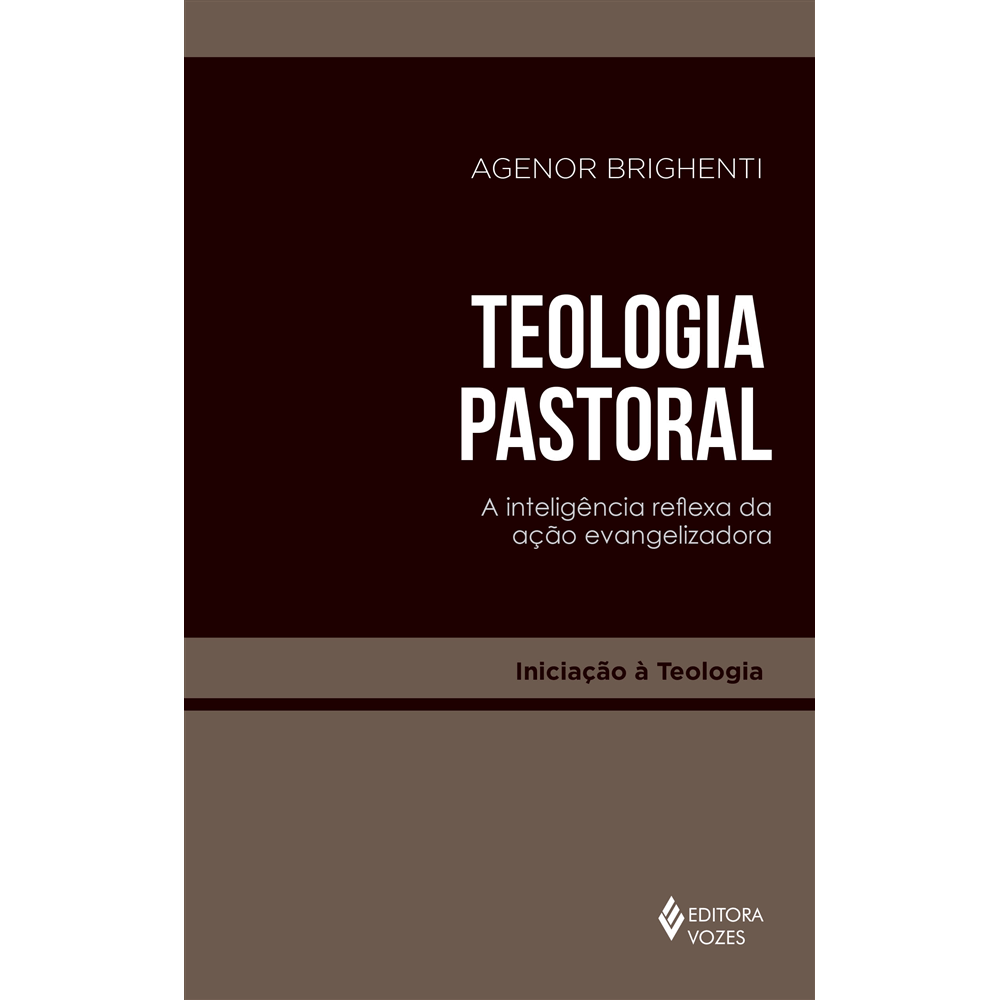 AGENOR BRIGHENTI
TEOLOGIA
PASTORAL
A inteligência reflexa da
ação evangelizadora
Iniciação à Teologia
EDITORA
VOZES